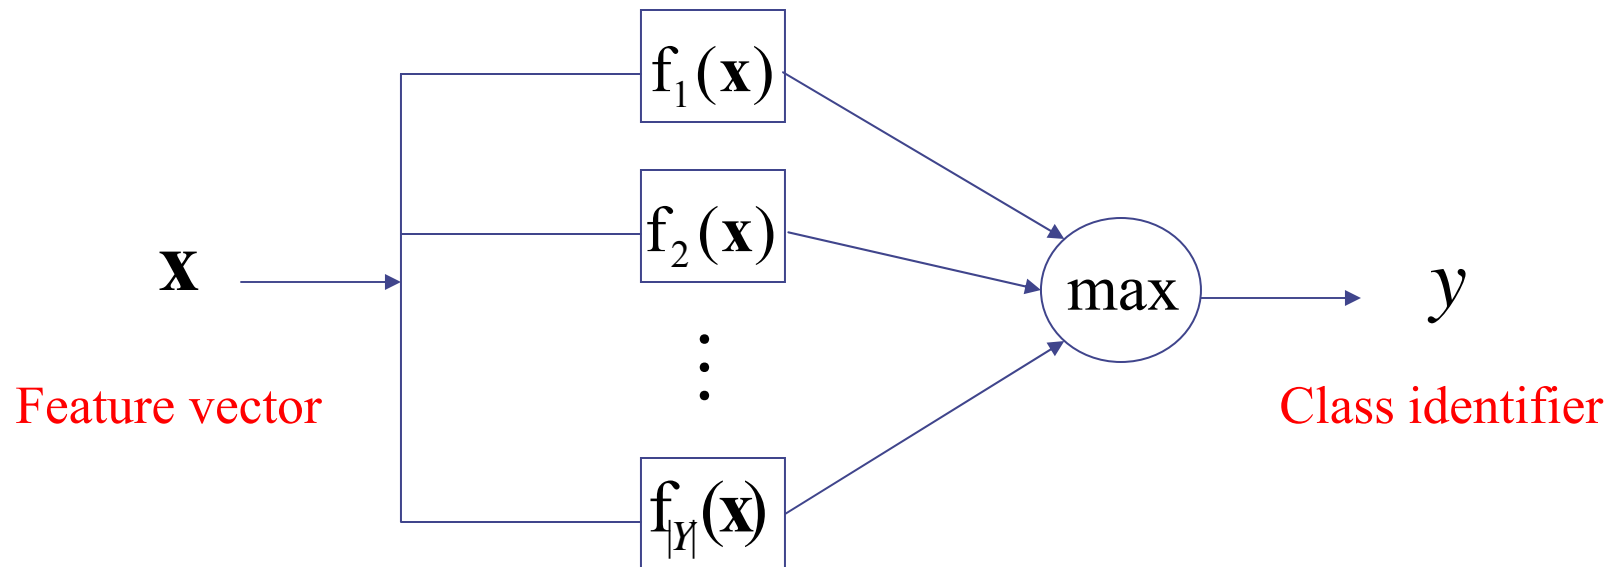 f₁(x)
f₂(x)
x
max
y
⋮
Feature vector
Class identifier
f|Y|(x)